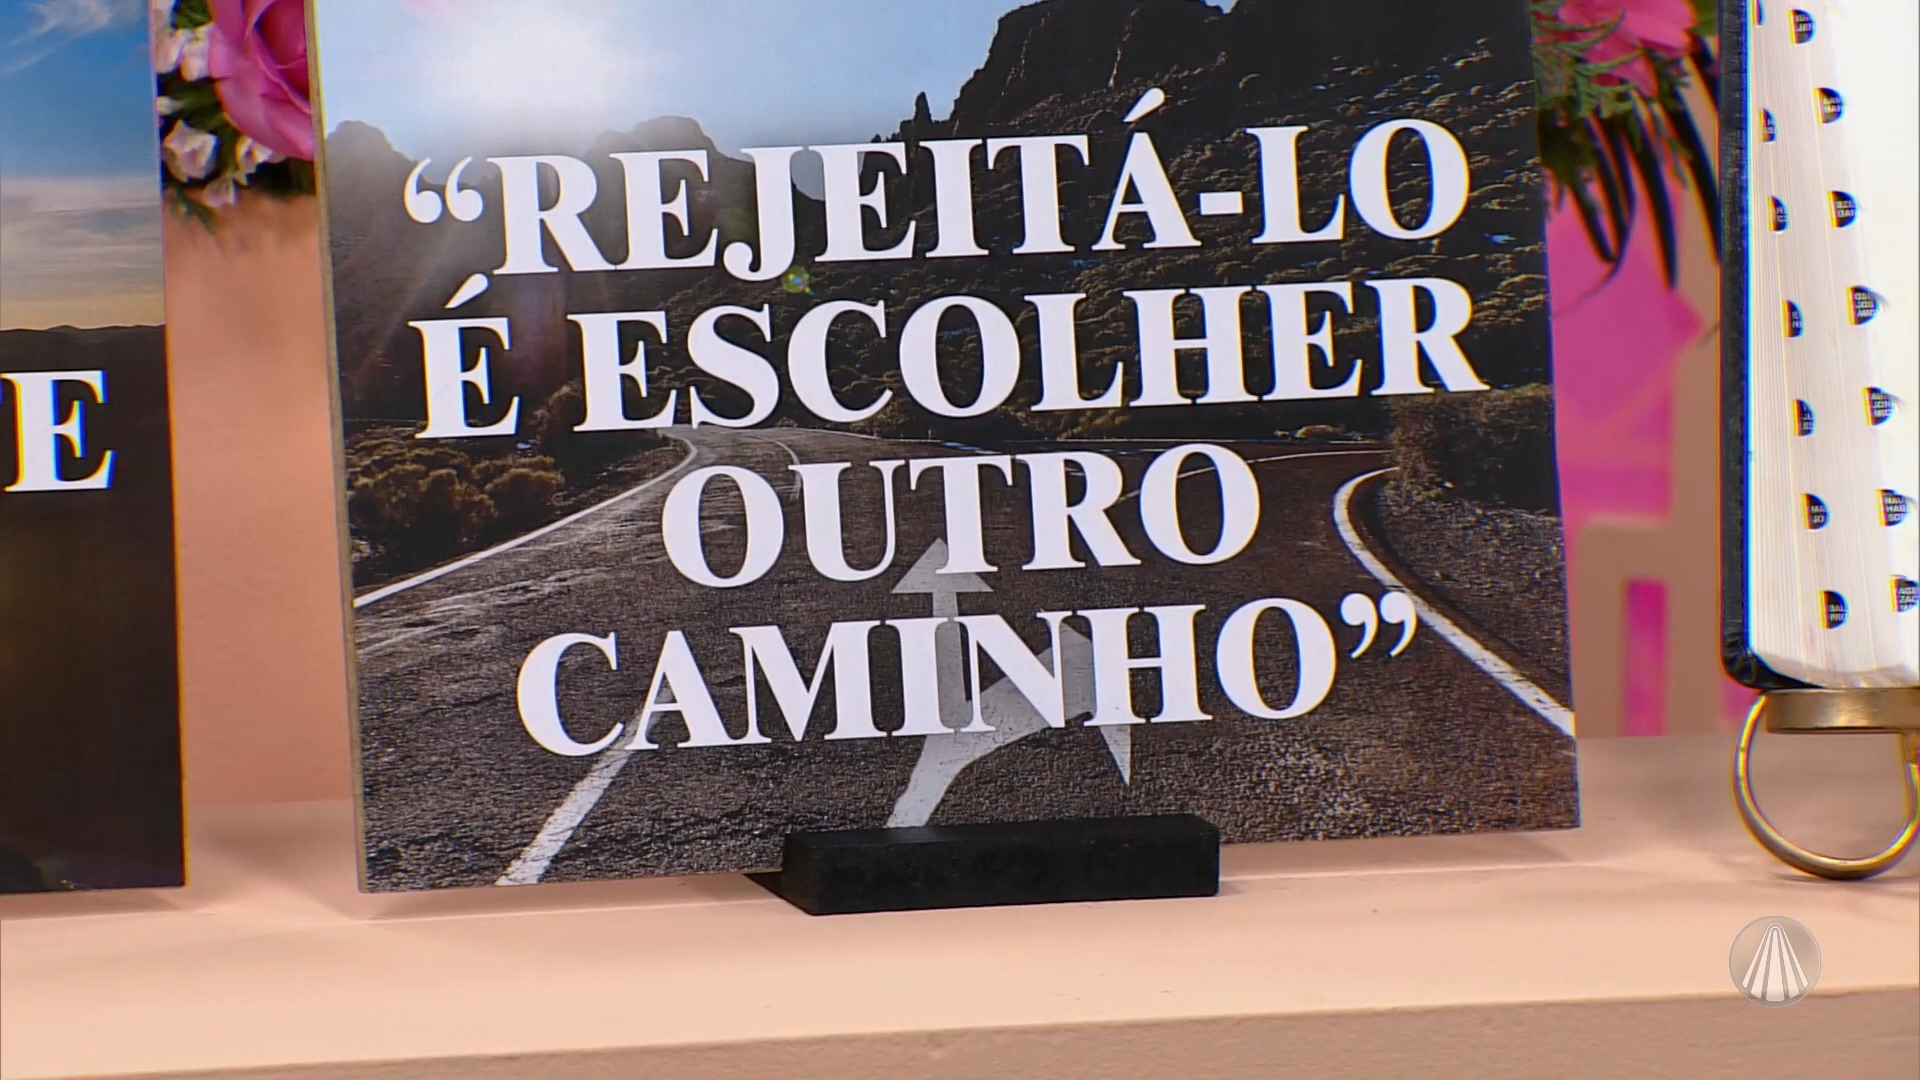 E
“REJEITÁ-LO
É ESCOLHER
OUTRO
CAMINHO”